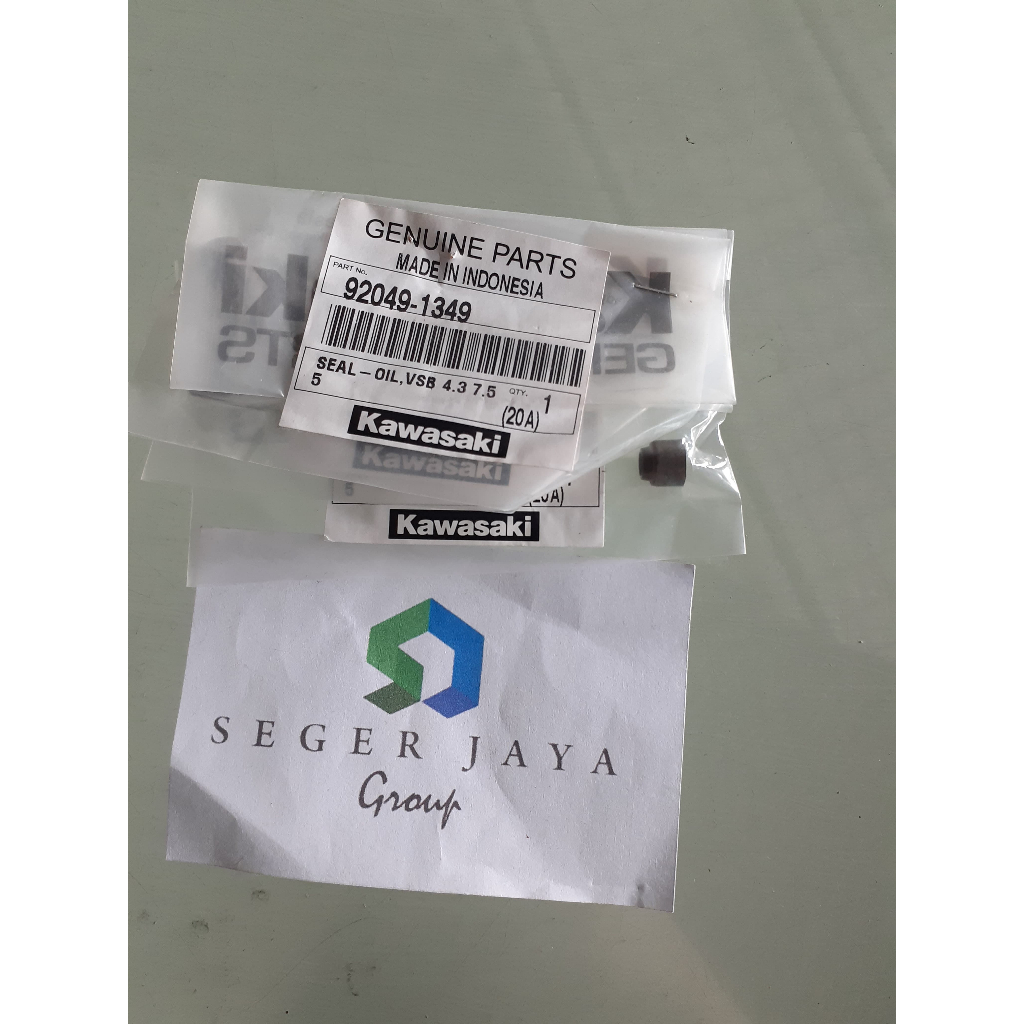 GENUINE PARTS
MADE IN INDONESIA
PART No.
92049-1349
SEAL-OIL,VSB 4.3 7.5
5
QTY. 1
(20A)
Kawasaki
Kawasaki
5
Kawasaki
SEGER JAYA
Group